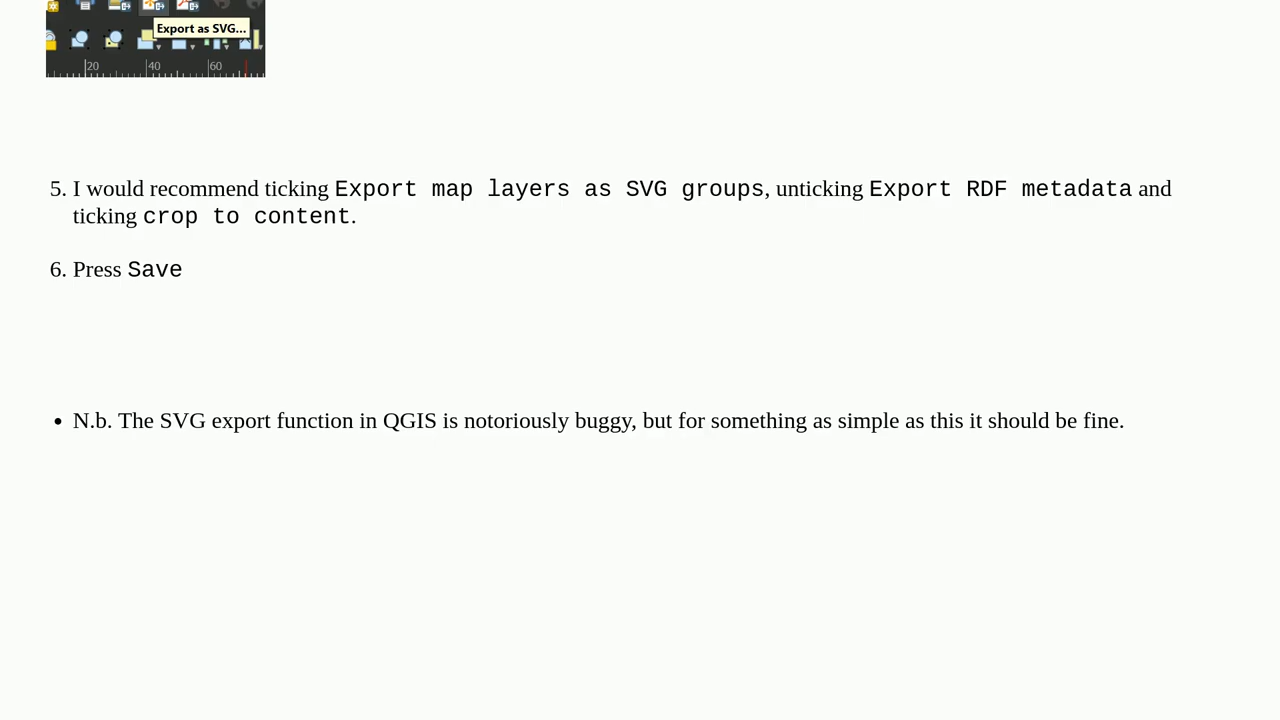 Export as SVG...
20 40 60
5. I would recommend ticking Export map layers as SVG groups, unticking Export RDF metadata and
ticking crop to content.
6. Press Save
• N.b. The SVG export function in QGIS is notoriously buggy, but for something as simple as this it should be fine.